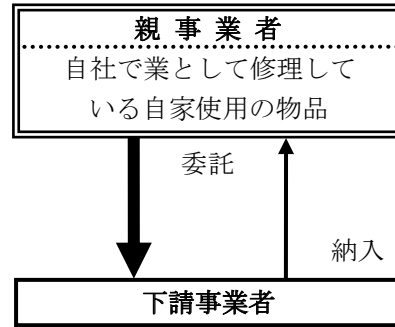 親事業者
自社で業として修理して
いる自家使用の物品
委託
納入
下請事業者